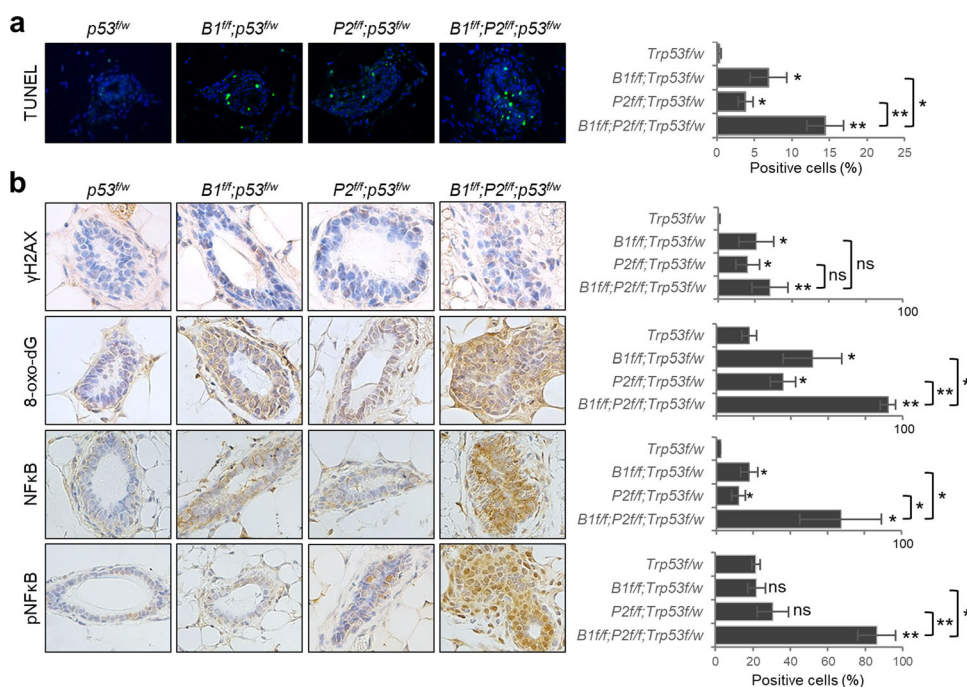 a
p53f/w B1f/f;p53f/w P2f/f;p53f/w B1f/f;P2f/f;p53f/w
TUNEL
Trp53f/w
B1f/f;Trp53f/w *
P2f/f;Trp53f/w *
B1f/f;P2f/f;Trp53f/w **
** *
0 5 10 15 20 25
Positive cells (%)
b
p53f/w B1f/f;p53f/w P2f/f;p53f/w B1f/f;P2f/f;p53f/w
γH2AX
Trp53f/w
B1f/f;Trp53f/w *
P2f/f;Trp53f/w *
B1f/f;P2f/f;Trp53f/w **
ns ns
100
8-oxo-dG
Trp53f/w
B1f/f;Trp53f/w *
P2f/f;Trp53f/w *
B1f/f;P2f/f;Trp53f/w **
** *
100
NFκB
Trp53f/w
B1f/f;Trp53f/w *
P2f/f;Trp53f/w *
B1f/f;P2f/f;Trp53f/w *
* *
100
pNFκB
Trp53f/w
B1f/f;Trp53f/w ns
P2f/f;Trp53f/w ns
B1f/f;P2f/f;Trp53f/w **
** *
0 20 40 60 80 100
Positive cells (%)